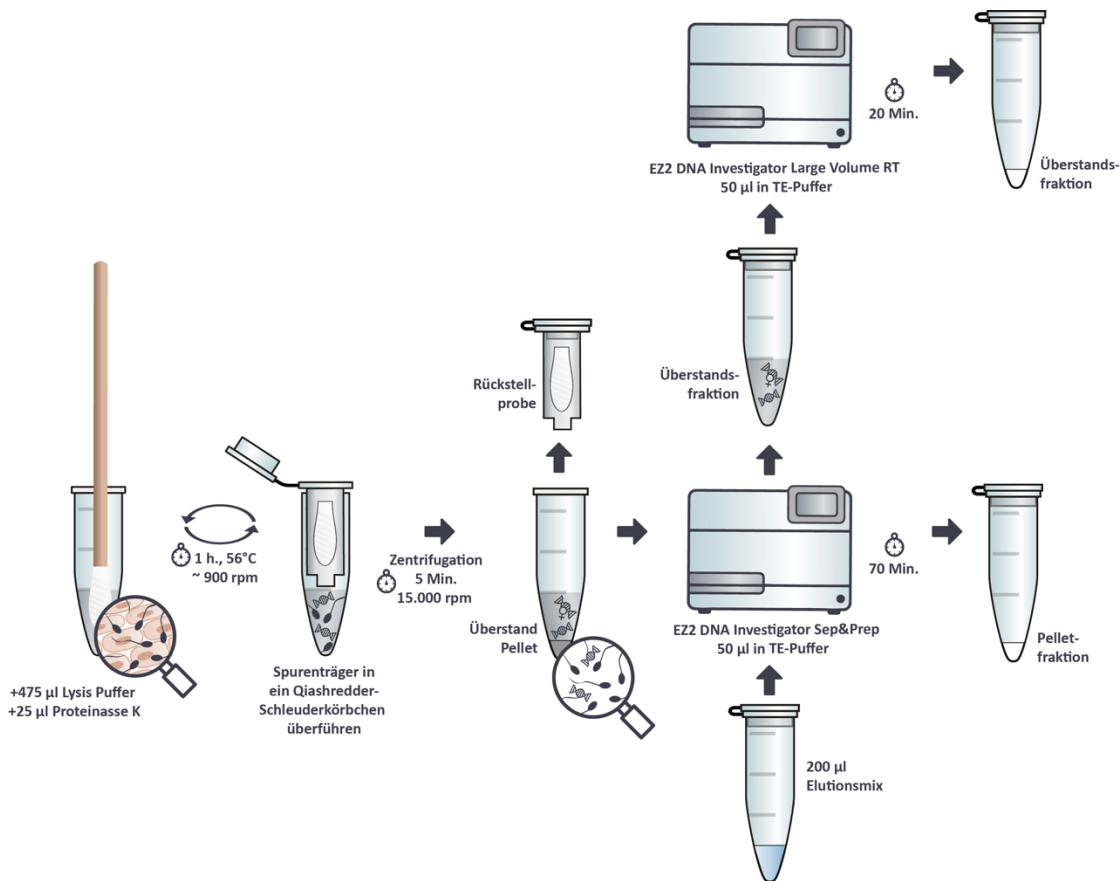 +475 µl Lysis Puffer
+25 µl Proteinasse K
1 h., 56°C
~ 900 rpm
Spurenträger in
ein Qiashredder-
Schleuderkörbchen
überführen
Zentrifugation
5 Min.
15.000 rpm
Rückstell-
probe
Überstand
Pellet
200 µl
Elutionsmix
EZ2 DNA Investigator Sep&Prep
50 µl in TE-Puffer
70 Min.
Pellet-
fraktion
Überstands-
fraktion
EZ2 DNA Investigator Large Volume RT
50 µl in TE-Puffer
20 Min.
Überstands-
fraktion